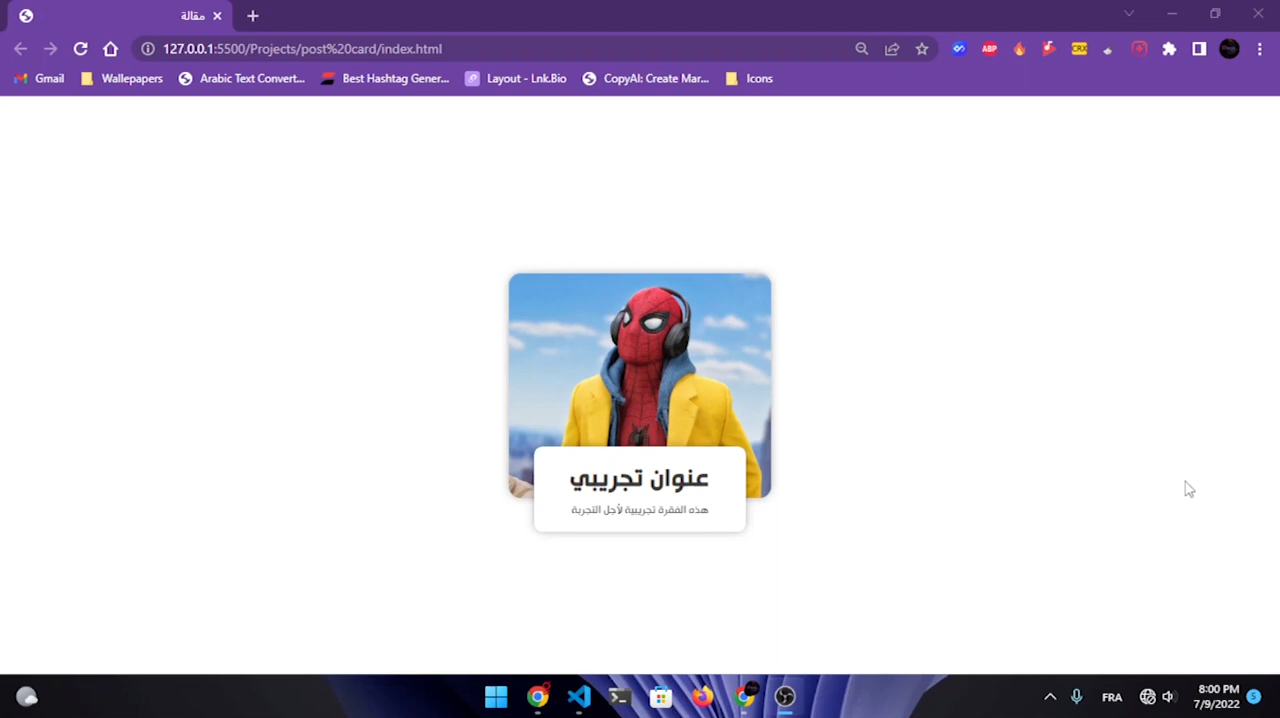 مقالة
127.0.0.1:5500/Projects/post%20card/index.html
ABP
CRX
Gmail
Wallepapers
Arabic Text Convert...
Best Hashtag Gener...
Layout - Lnk.Bio
CopyAI: Create Mar...
Icons
عنوان تجريبي
هذه الفقرة تجريبية لأجل التجربة
FRA
8:00 PM
7/9/2022
S